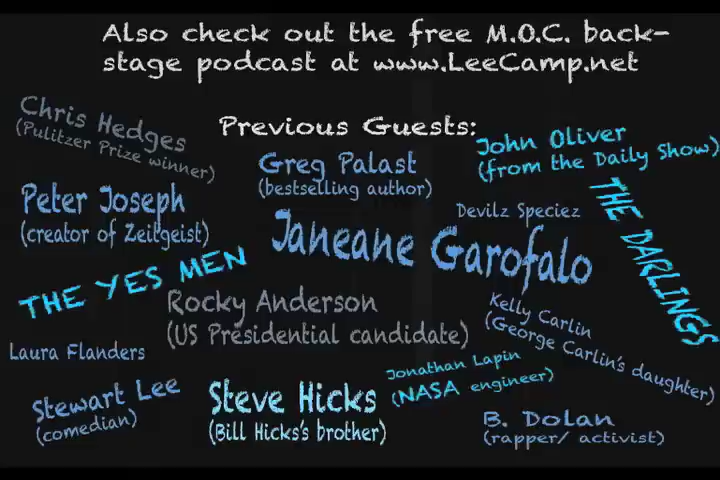 Also check out the free M.O.C. back-
stage podcast at www.LeeCamp.net
Previous Guests:
Chris Hedges
(Pulitzer Prize winner)
Greg Palast
(bestselling author)
John Oliver
(from the Daily Show)
Peter Joseph
(creator of Zeitgeist)
Devilz Speciez
Janeane Garofalo
THE DARLINGS
THE YES MEN
Rocky Anderson
(US Presidential candidate)
Kelly Carlin
(George Carlin's daughter)
Laura Flanders
Jonathan Lapin
(NASA engineer)
Stewart Lee
(comedian)
Steve Hicks
(Bill Hicks's brother)
B. Dolan
(rapper/ activist)